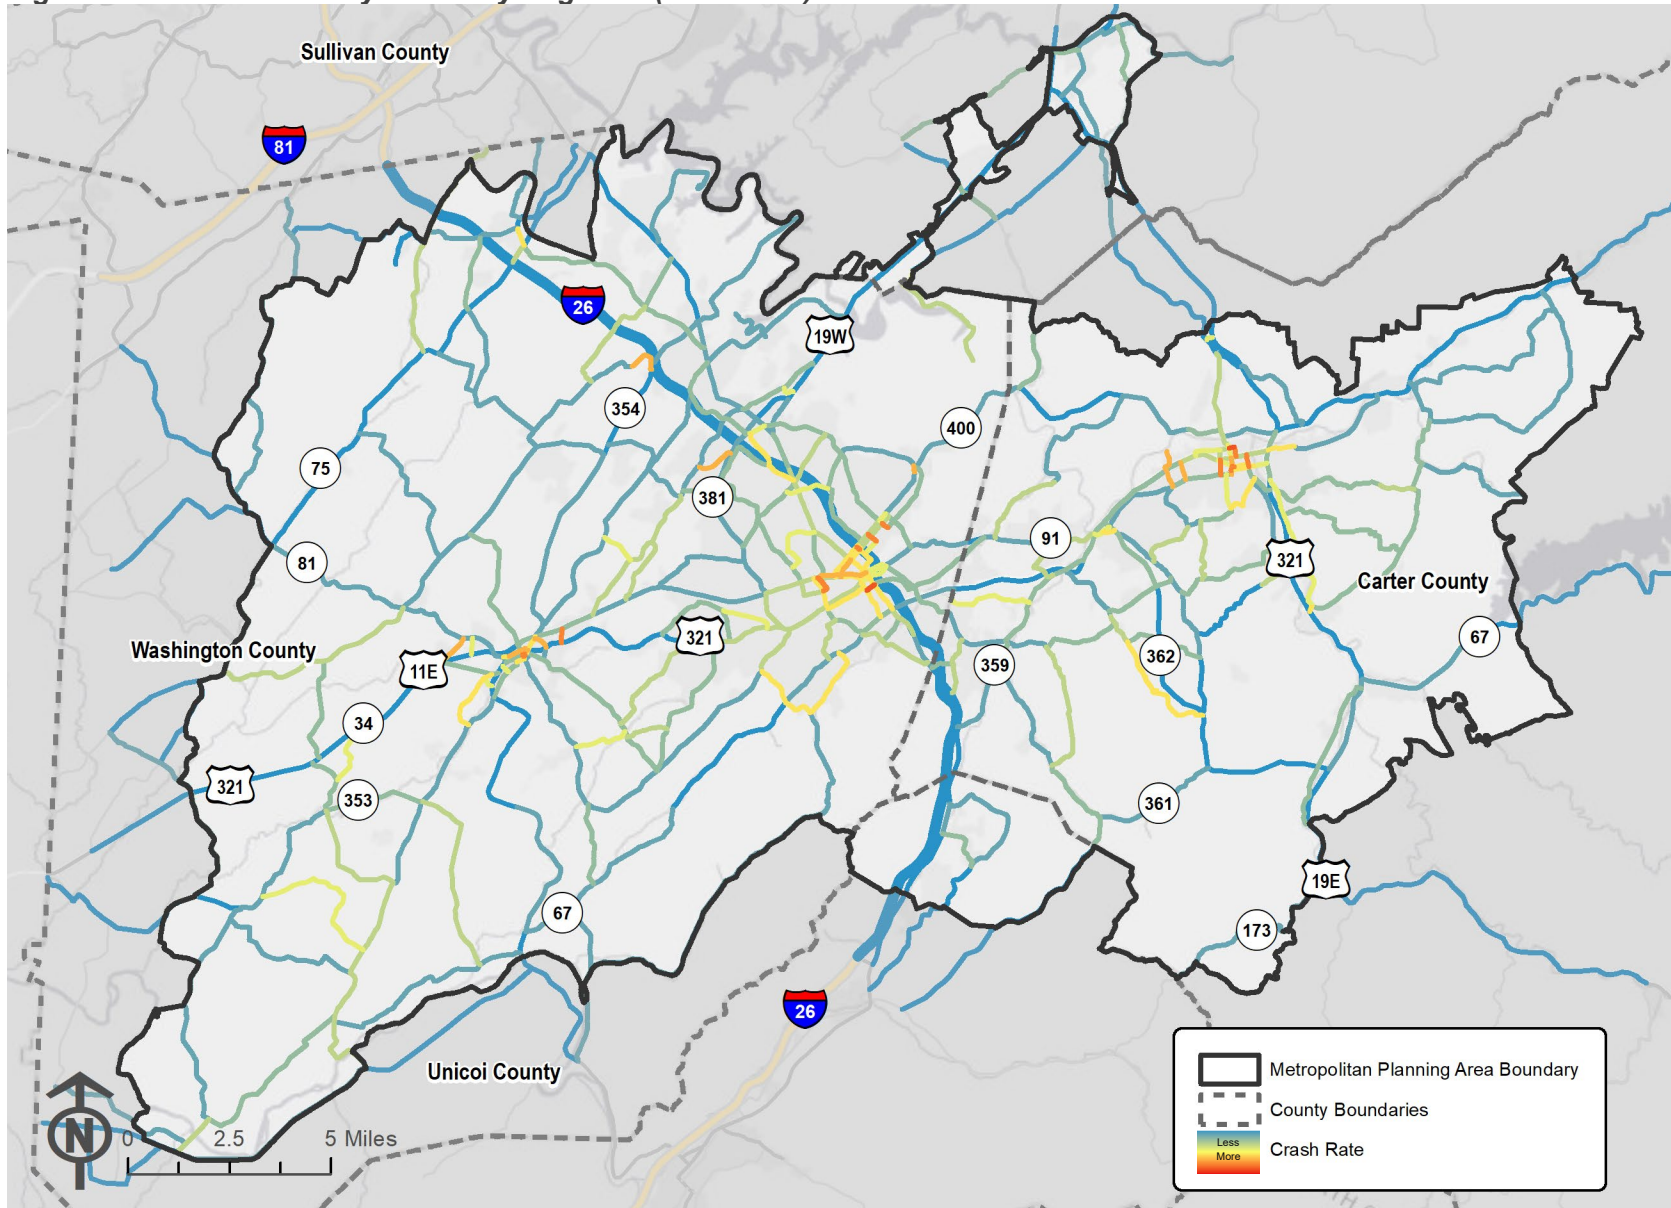 Sullivan County
81
26
19W
354
400
75
381
91
81
321
Carter County
Washington County
321
11E
359
362
67
34
321
353
361
19E
67
173
26
Unicoi County
N
0 2.5 5 Miles
Metropolitan Planning Area Boundary
County Boundaries
Less
More
Crash Rate